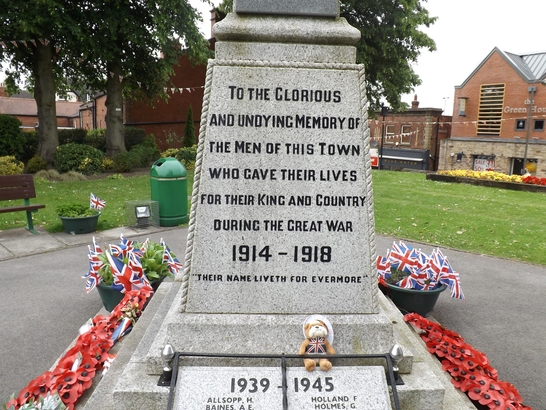 To the Glorious
and undying Memory of
the Men of this Town
who gave their lives
for their King and Country
during the Great War
1914 - 1918
"Their Name Liveth for Evermore"
1939 - 1945
ALLSOPP, H.
BAINES, A.E.
HOLLAND, F.
HOLMES, G.
Green